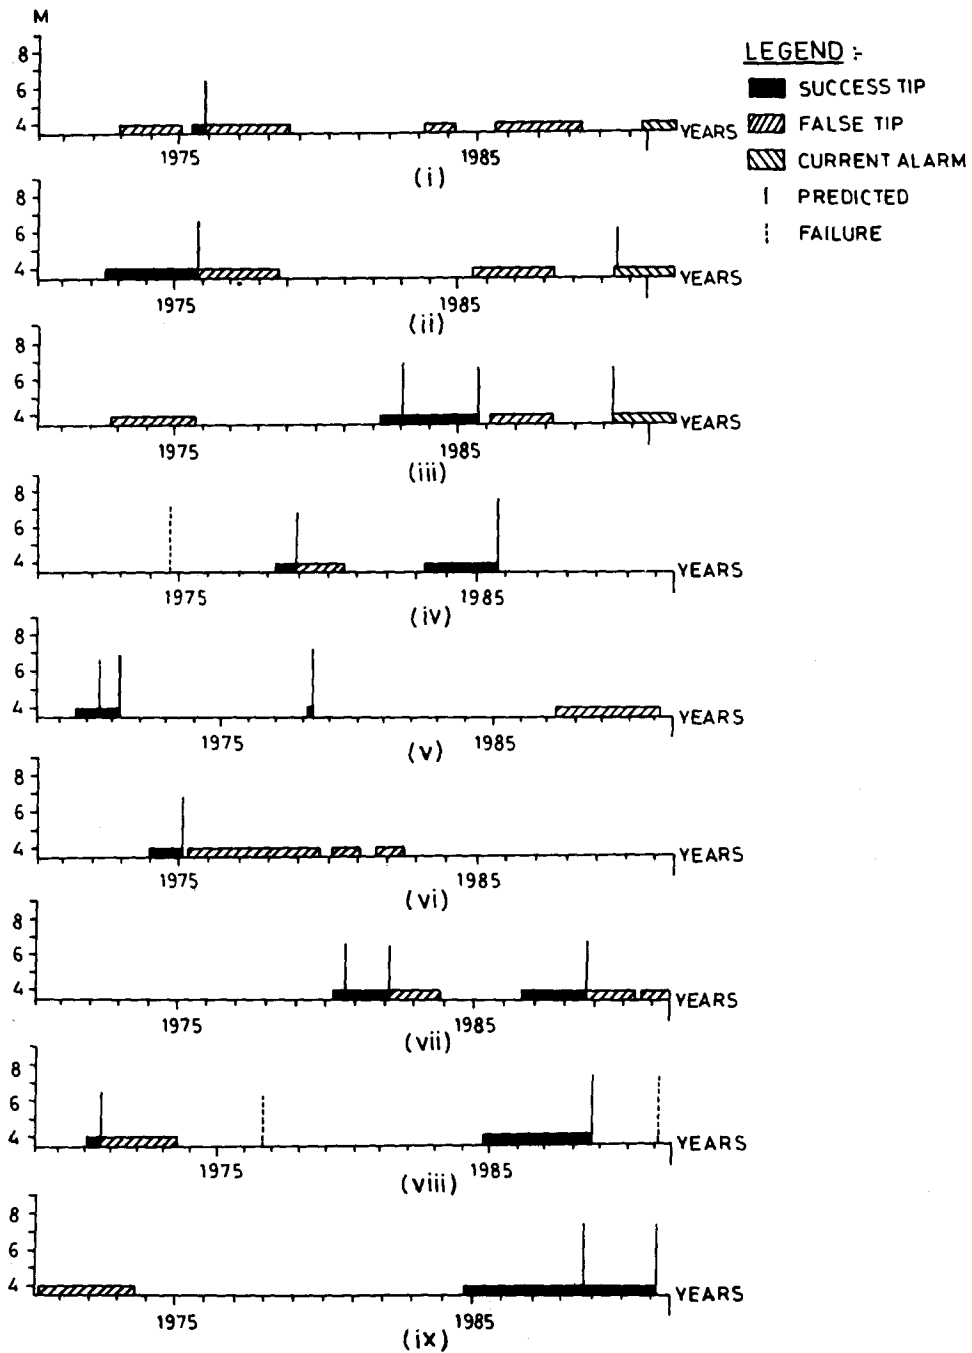 M
8
6
4
YEARS
1975
1985
(i)
LEGEND :-
SUCCESS TIP
FALSE TIP
CURRENT ALARM
PREDICTED
FAILURE
8
6
4
YEARS
1975
1985
(ii)
8
6
4
YEARS
1975
1985
(iii)
8
6
4
YEARS
1975
1985
(iv)
8
6
4
YEARS
1975
1985
(v)
8
6
4
YEARS
1975
1985
(vi)
8
6
4
YEARS
1975
1985
(vii)
8
6
4
YEARS
1975
1985
(viii)
8
6
4
YEARS
1975
1985
(ix)